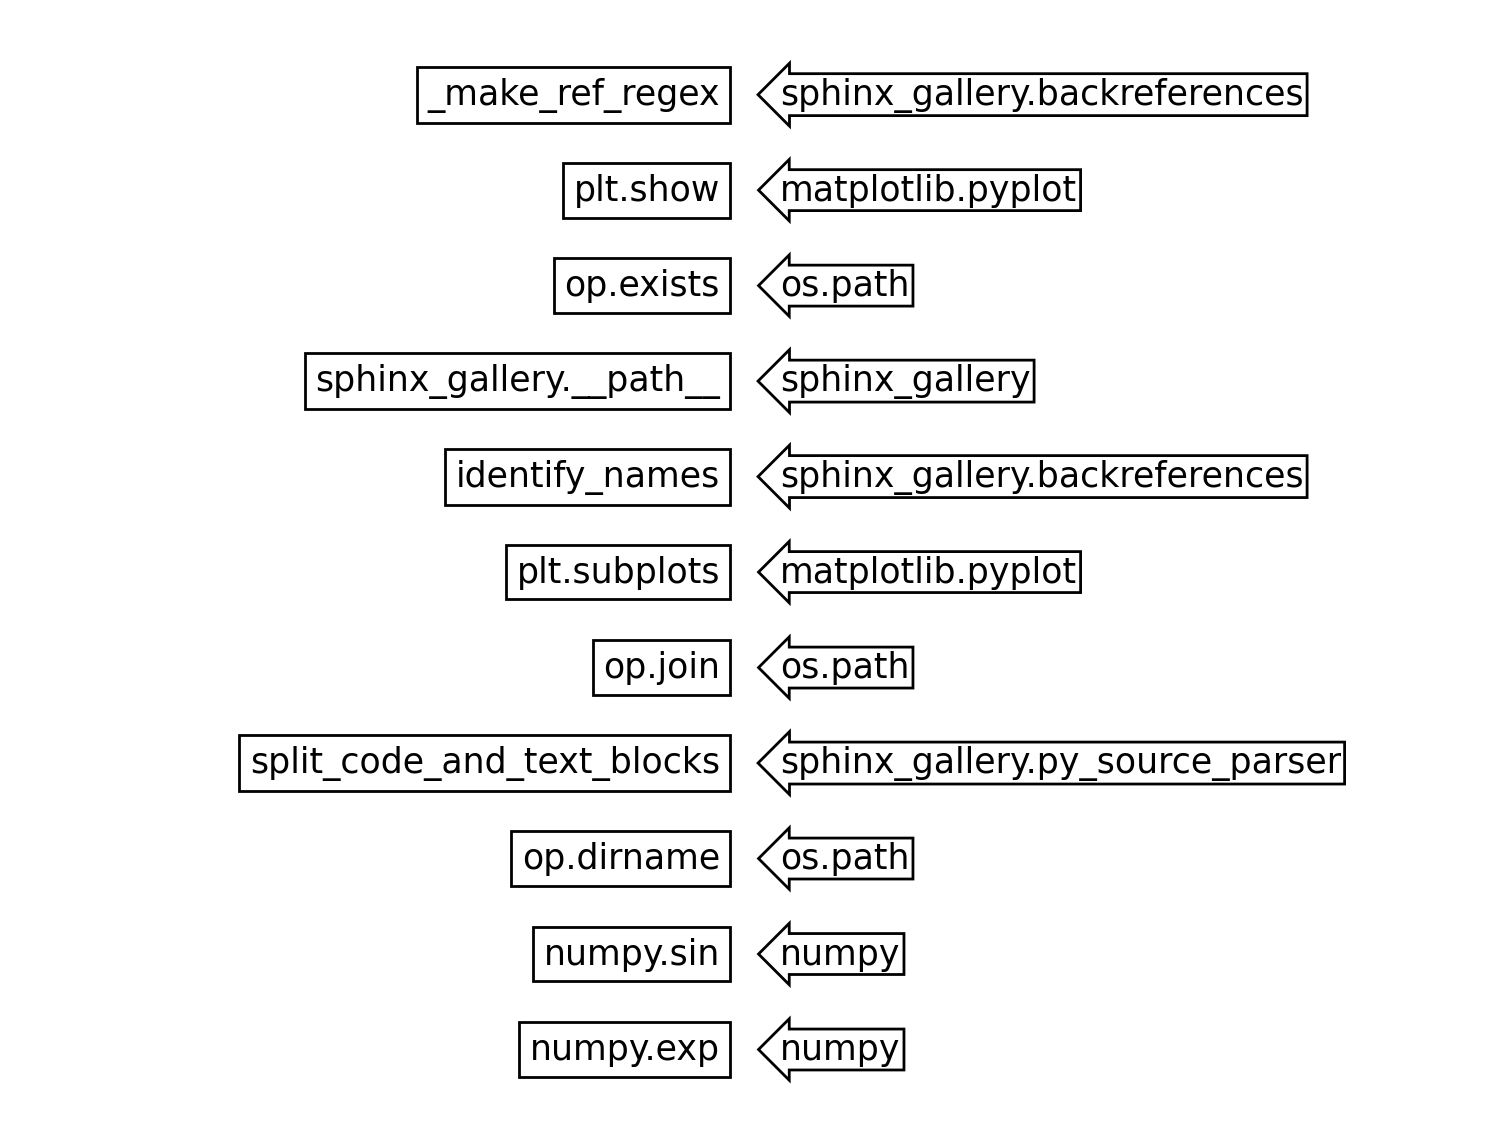 _make_ref_regex sphinx_gallery.backreferences
plt.show matplotlib.pyplot
op.exists os.path
sphinx_gallery.__path__ sphinx_gallery
identify_names sphinx_gallery.backreferences
plt.subplots matplotlib.pyplot
op.join os.path
split_code_and_text_blocks sphinx_gallery.py_source_parser
op.dirname os.path
numpy.sin numpy
numpy.exp numpy